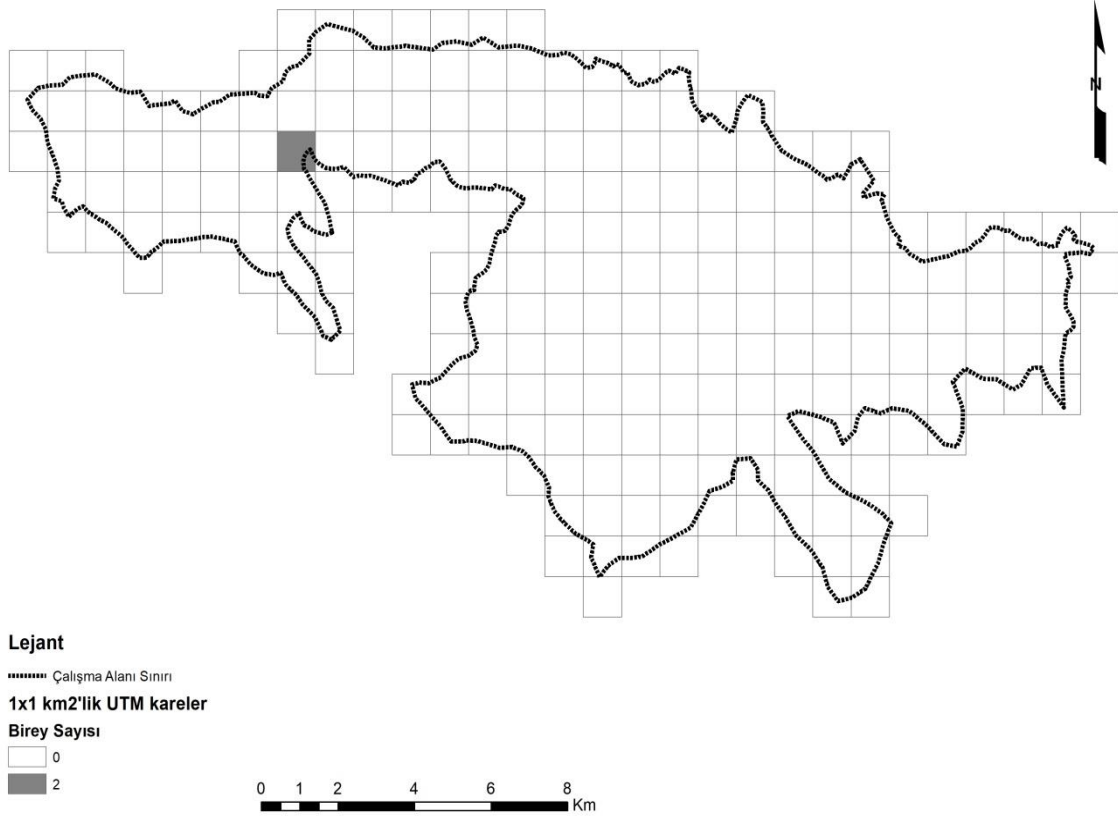 N
Lejant
Çalışma Alanı Sınırı
1x1 km2'lik UTM kareler
Birey Sayısı
0
2
0 1 2 4 6 8
Km